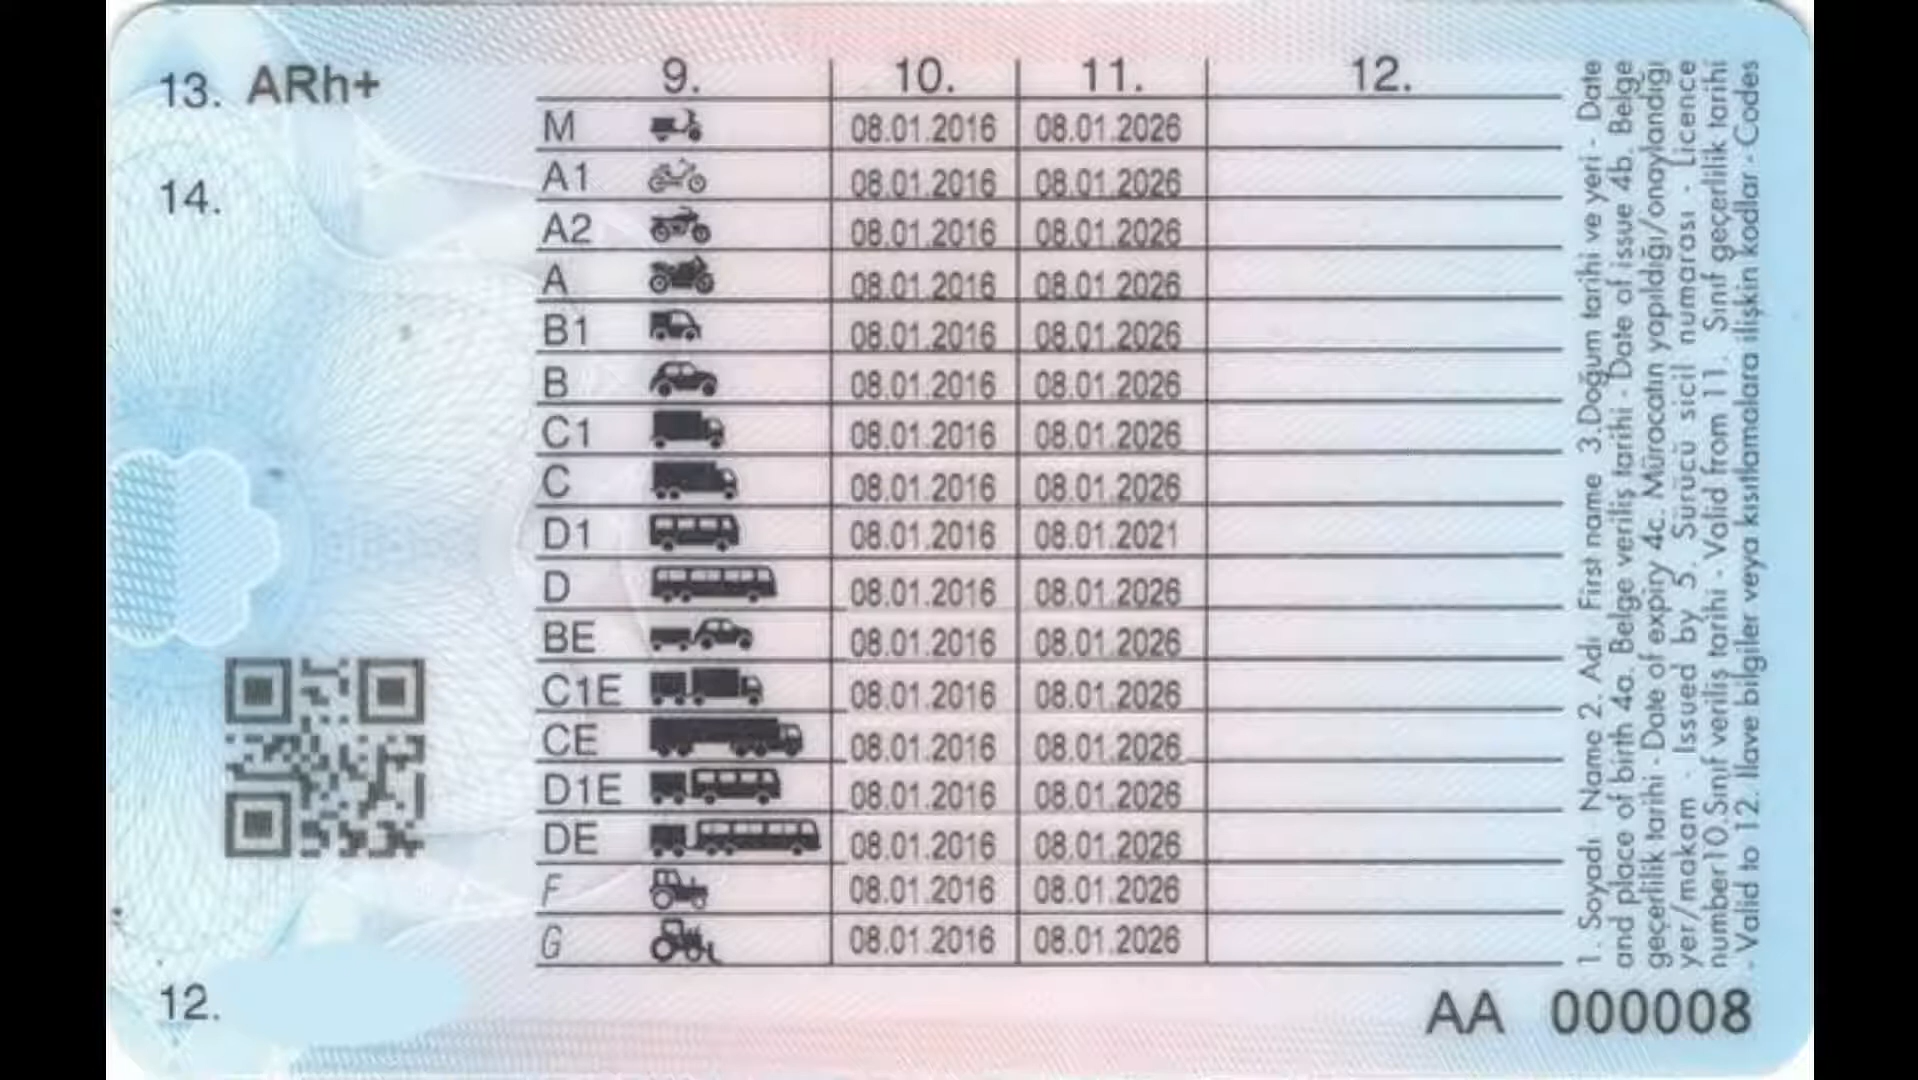 13. ARh+
14.
9. 10. 11. 12.
M 08.01.2016 08.01.2026
A1 08.01.2016 08.01.2026
A2 08.01.2016 08.01.2026
A 08.01.2016 08.01.2026
B1 08.01.2016 08.01.2026
B 08.01.2016 08.01.2026
C1 08.01.2016 08.01.2026
C 08.01.2016 08.01.2026
D1 08.01.2016 08.01.2021
D 08.01.2016 08.01.2026
BE 08.01.2016 08.01.2026
C1E 08.01.2016 08.01.2026
CE 08.01.2016 08.01.2026
D1E 08.01.2016 08.01.2026
DE 08.01.2016 08.01.2026
F 08.01.2016 08.01.2026
G 08.01.2016 08.01.2026
12.
1. Soyadı Name 2. Adı First name 3.Doğum tarihi ve yeri - Date
and place of birth 4a. Belge veriliş tarihi - Date of issue 4b. Belge
geçerlilik tarihi - Date of expiry 4c. Müracatın yapıldığı/onaylandığı
yer/makam - Issued by 5. Sürücü sicil numarası - Licence
number10.Sınıf veriliş tarihi - Valid from 11. Sınıf geçerlilik tarihi
- Valid to 12. İlave bilgiler veya kısıtlamalara ilişkin kodlar - Codes
AA 000008